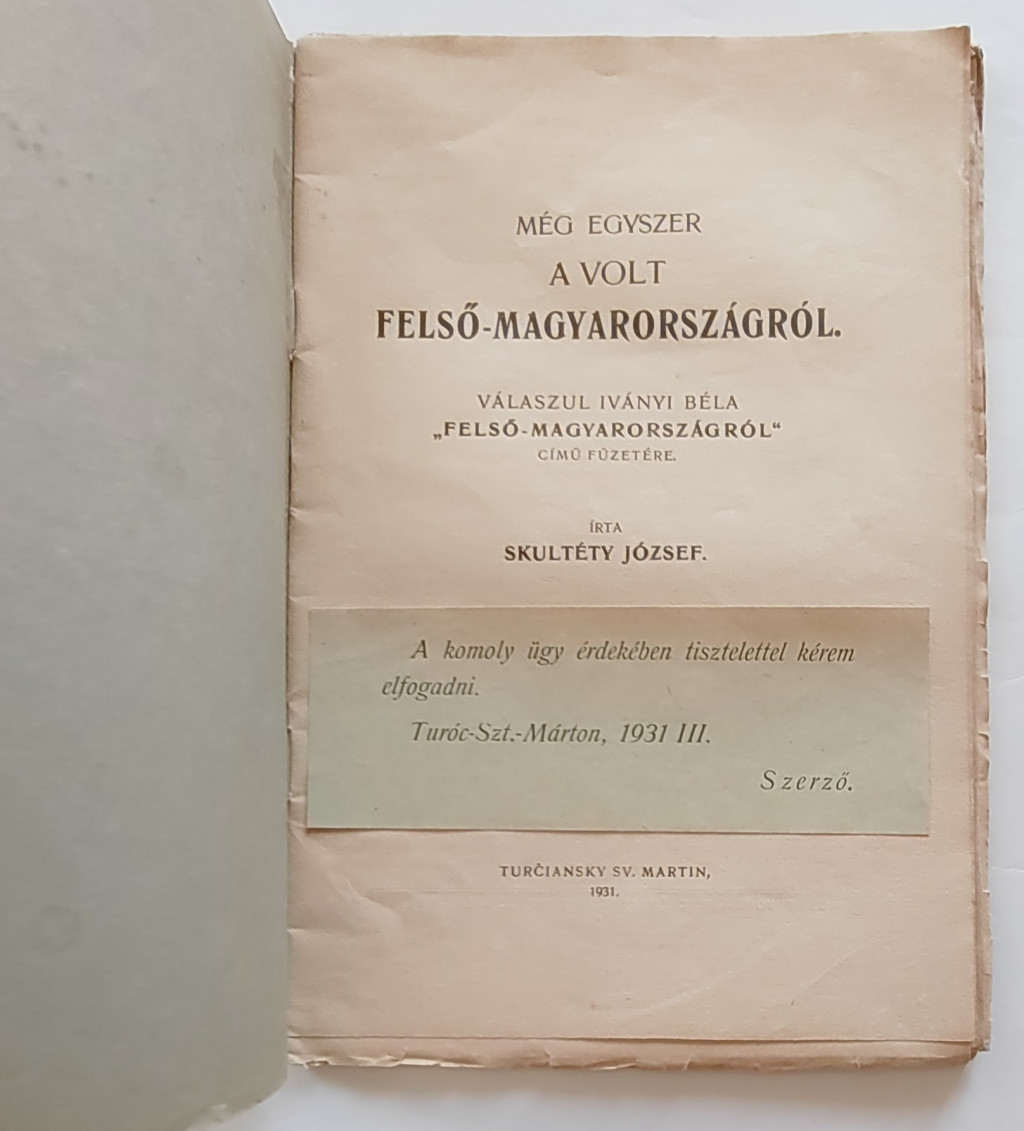 MÉG EGYSZER
A VOLT
FELSŐ-MAGYARORSZÁGRÓL.
VÁLASZUL IVÁNYI BÉLA
„FELSŐ-MAGYARORSZÁGRÓL“
CÍMŰ FÜZETÉRE.
ÍRTA
SKULTÉTY JÓZSEF.
A komoly ügy érdekében tisztelettel kérem
elfogadni.
Turóc-Szt.-Márton, 1931 III.
Szerző.
TURČIANSKY SV. MARTIN,
1931.